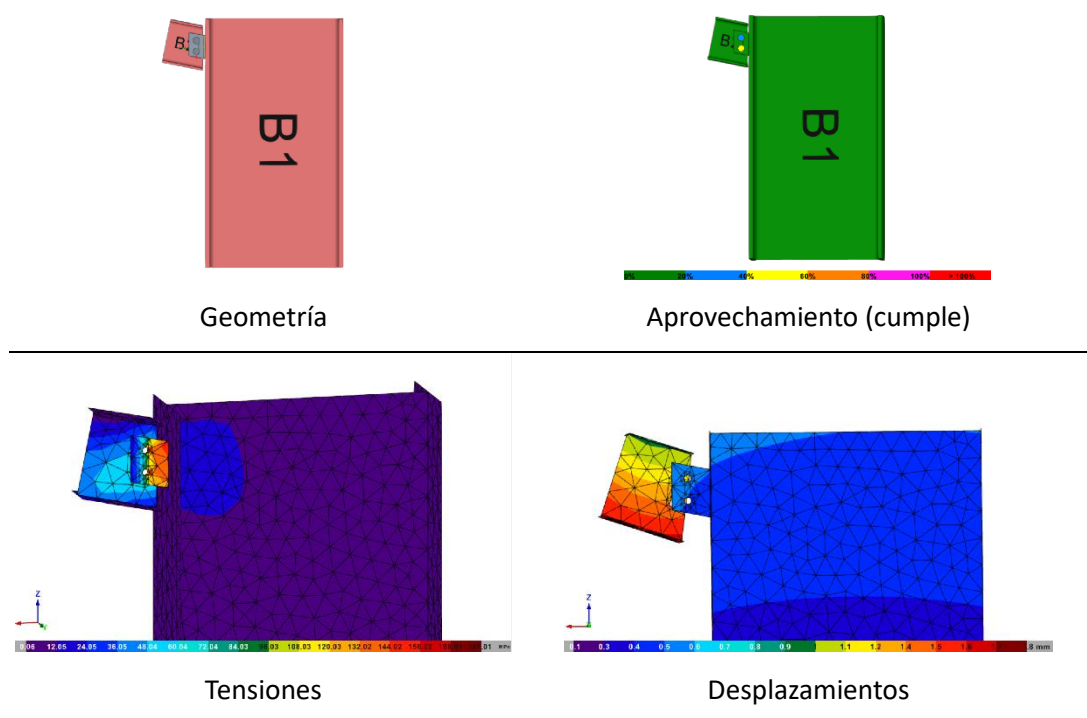 B1
B1
0% 20% 40% 60% 80% 100% > 100%
Geometría
Aprovechamiento (cumple)
Z
Z
0.06 12.05 24.05 36.05 48.04 60.04 72.04 84.03 108.03 120.03 132.02 144.02
0.1 0.3 0.4 0.5 0.6 0.7 0.8 0.9 1.1 1.2 1.4 mm
Tensiones
Desplazamientos